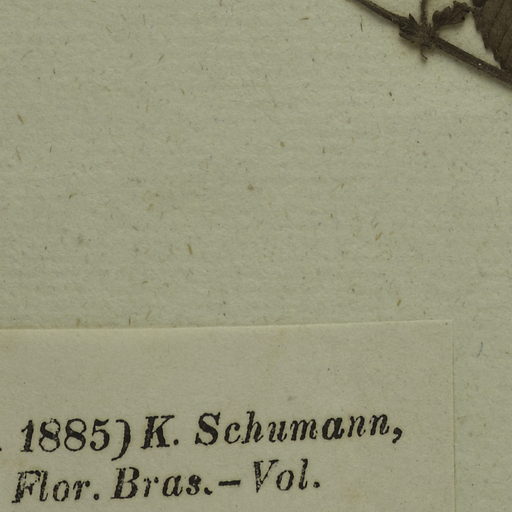 . 1885) K. Schumann,
Flor. Bras.–Vol.